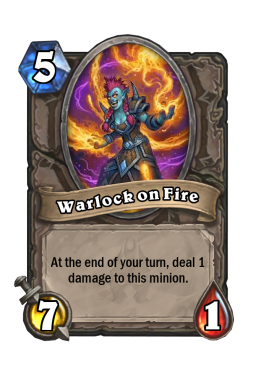 5
Warlock on Fire
At the end of your turn, deal 1
damage to this minion.
7
1